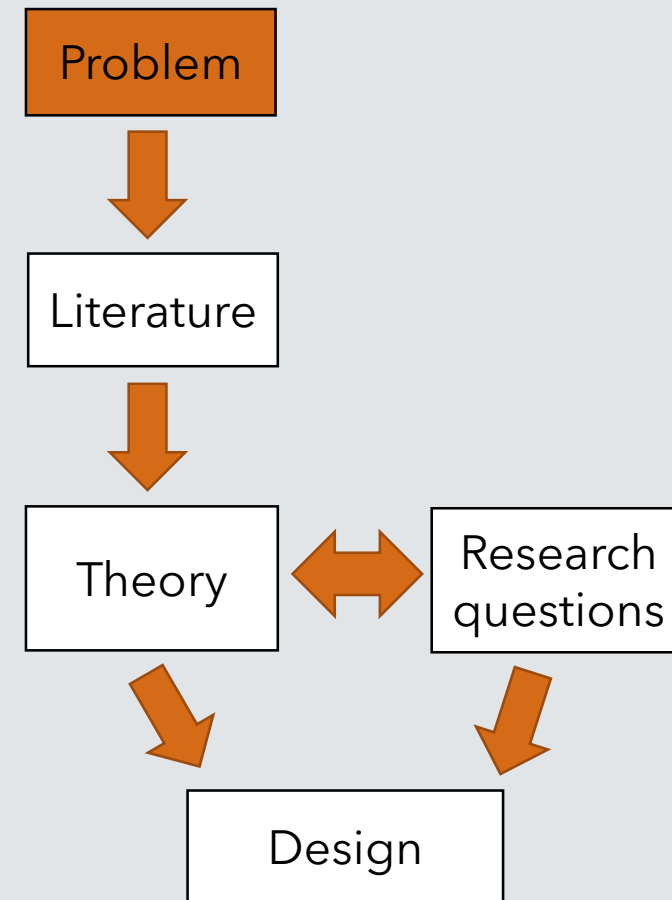 Problem
Literature
Theory
Research
questions
Design